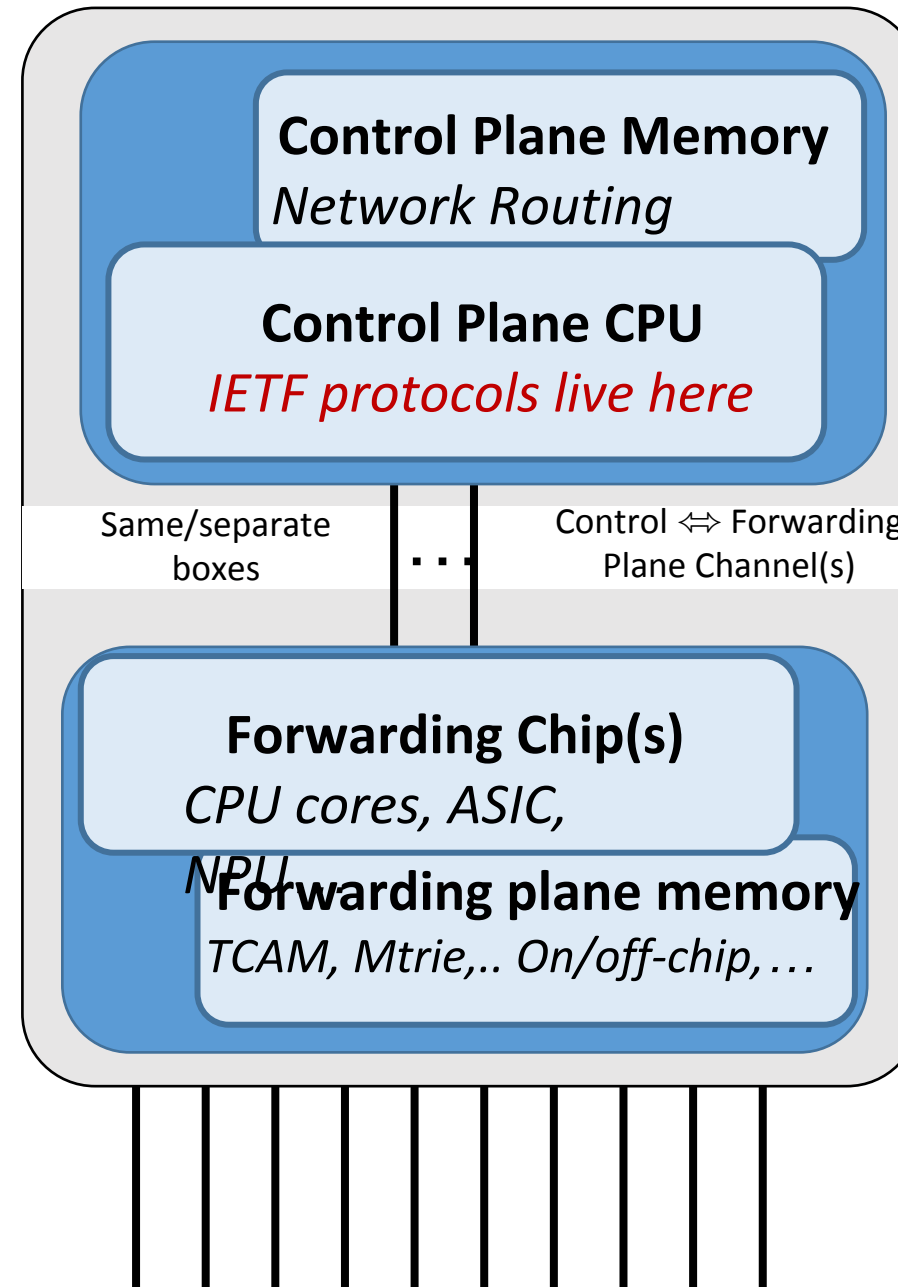 Control Plane Memory
Network Routing
Control Plane CPU
IETF protocols live here
Same/separate
boxes
...
Control ⇔ Forwarding
Plane Channel(s)
Forwarding Chip(s)
CPU cores, ASIC,
NPU...
Forwarding plane memory
TCAM, Mtrie,.. On/off-chip, ...